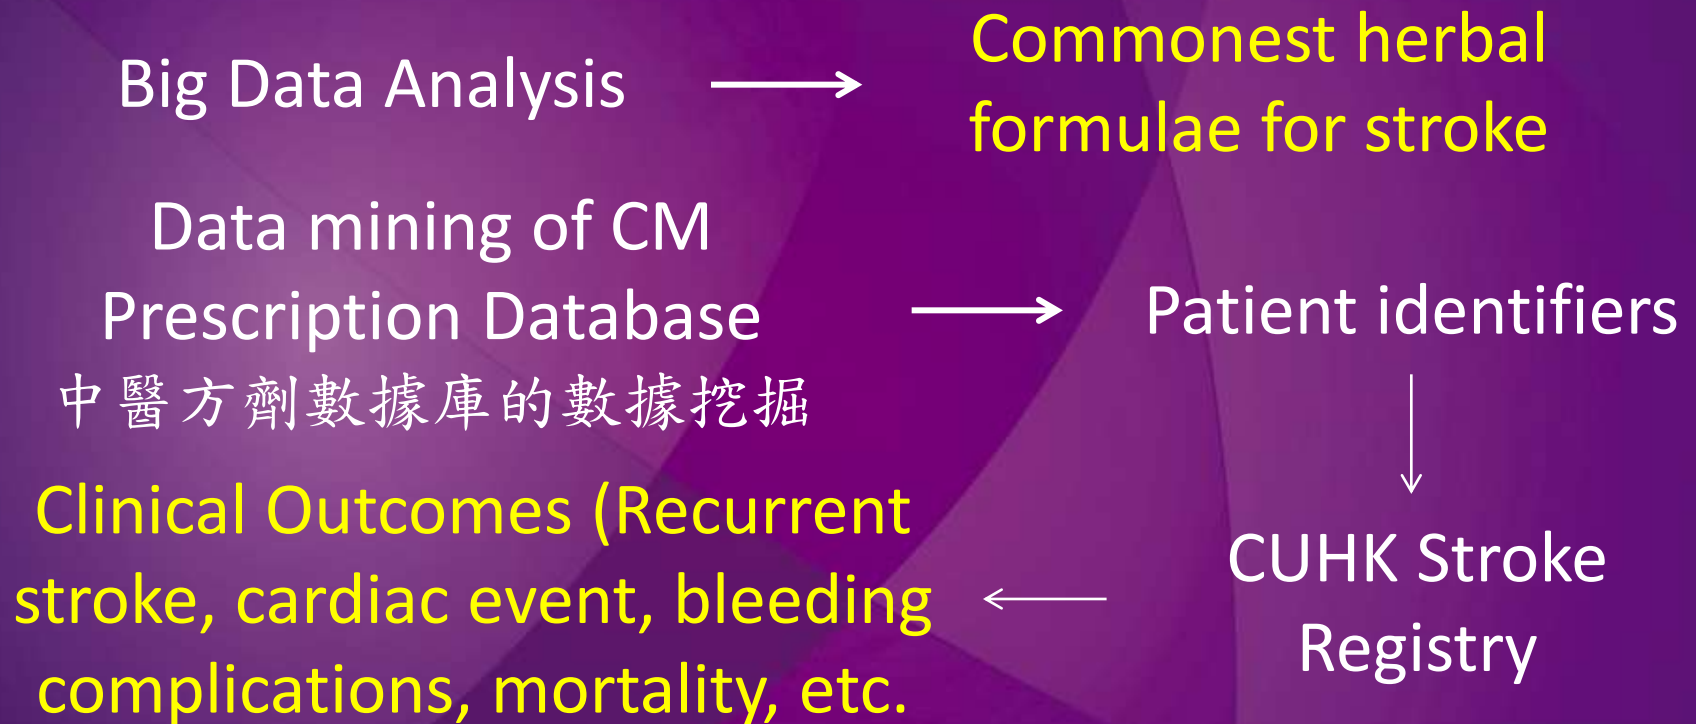 Big Data Analysis
Commonest herbal
formulae for stroke
Data mining of CM
Prescription Database
中醫方劑數據庫的數據挖掘
Patient identifiers
CUHK Stroke
Registry
Clinical Outcomes (Recurrent
stroke, cardiac event, bleeding
complications, mortality, etc.